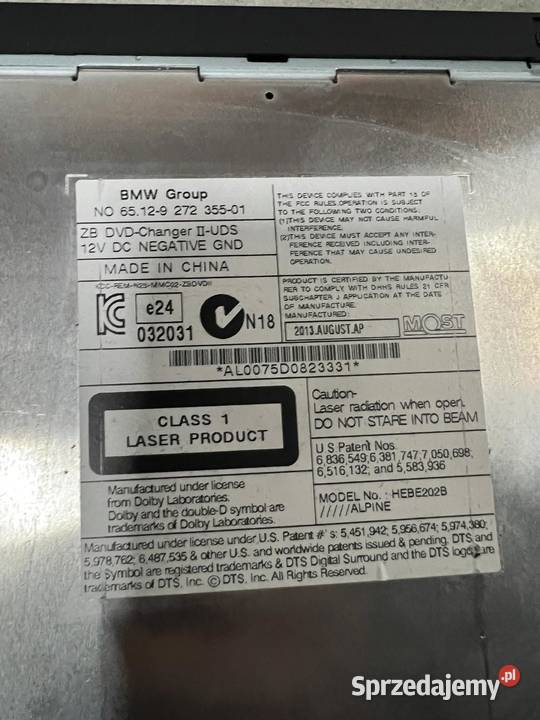 BMW Group
NO 65.12-9 272 355-01
ZB DVD-Changer II-UDS
12V DC NEGATIVE GND
MADE IN CHINA
THIS DEVICE COMPLIES WITH PART 15 OF
THE FCC RULES.OPERATION IS SUBJECT
TO THE FOLLOWING TWO CONDITIONS:
(1)THIS DEVICE MAY NOT CAUSE HARMFUL
INTERFERENCE.
(2)THIS DEVICE MUST ACCEPT ANY INTER-
FERENCE RECEIVED INCLUDING INTER-
FERENCE THAT MAY CAUSE UNDESIRED
OPERATION.
KCC-REM-N25-MMC02-ZBDVDII
e24
032031
N18
PRODUCT IS CERTIFIED BY THE MANUFACTU
RER TO COMPLY WITH DHHS RULES 21 CFR
SUBCHAPTER J APPLICATION AT THE DATE
OF MANUFACTURE.
MANUFACTURED:
2013.AUGUST.AP
MOST
*AL0075D0823331*
CLASS 1
LASER PRODUCT
Caution-
Laser radiation when open.
DO NOT STARE INTO BEAM
U.S.Patent Nos.
6,836,549;6,381,747;7,050,698;
6,516,132; and 5,583,936
Manufactured under license
from Dolby Laboratories.
Dolby and the double-D symbol are
trademarks of Dolby Laboratories.
MODEL No.:HEBE202B
/////ALPINE
Manufactured under license under U.S. Patent #'s: 5,451,942; 5,956,674; 5,974,380;
5,978,762; 6,487,535 & other U.S. and worldwide patents issued & pending. DTS and
the Symbol are registered trademarks & DTS Digital Surround and the DTS logos are
trademarks of DTS, Inc. © DTS, Inc. All Rights Reserved.
Sprzedajemy.pl